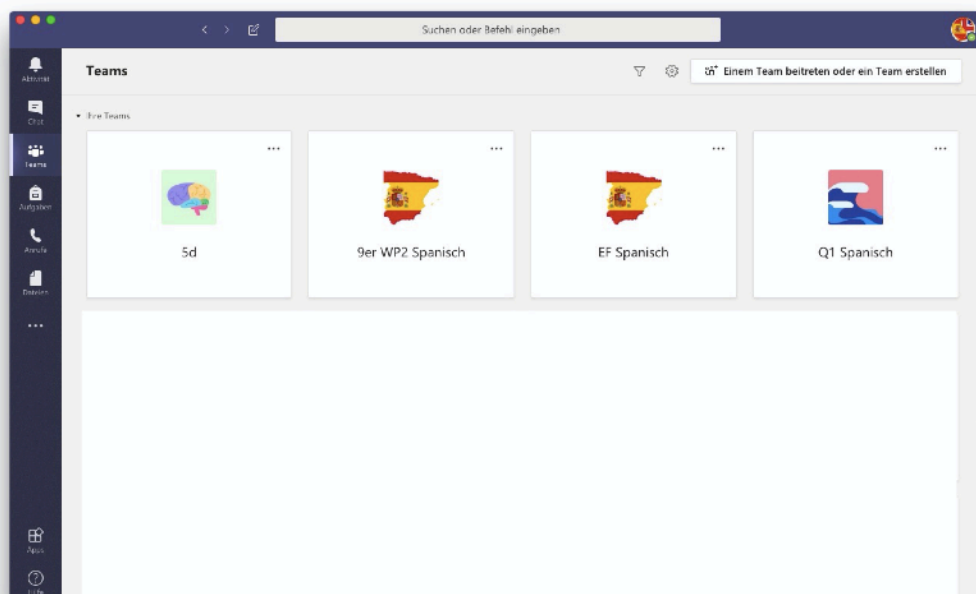 Suchen oder Befehl eingeben
Aktivität
Chat
Teams
Aufgaben
Anrufe
Dateien
Apps
Hilfe
Teams
Einem Team beitreten oder ein Team erstellen
Ihre Teams
5d
9er WP2 Spanisch
EF Spanisch
Q1 Spanisch